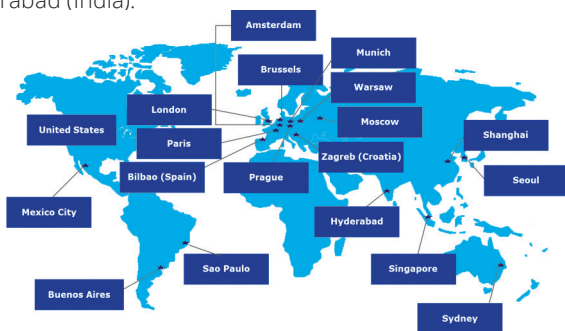 rabad (India).
Amsterdam
Munich
Brussels
Warsaw
London
Moscow
United States
Shanghai
Paris
Zagreb (Croatia)
Bilbao (Spain)
Prague
Seoul
Mexico City
Hyderabad
Sao Paulo
Singapore
Buenos Aires
Sydney